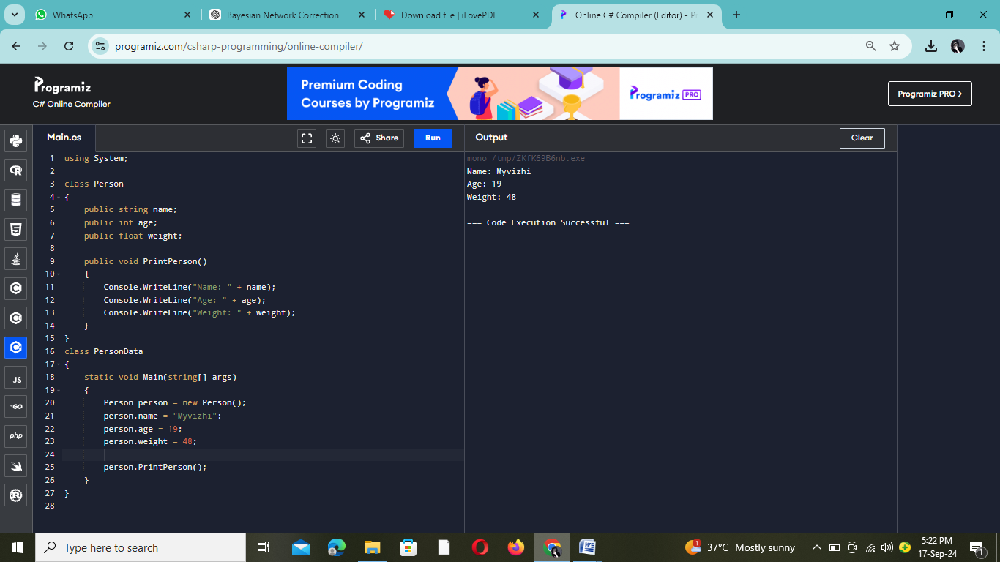 WhatsApp
Bayesian Network Correction
Download file | iLovePDF
Online C# Compiler (Editor) - P
programiz.com/csharp-programming/online-compiler/
Programiz
C# Online Compiler
Premium Coding
Courses by Programiz
Programiz PRO
Programiz PRO ❯
Main.cs
Share
Run
Output
Clear
1 using System;
2
3 class Person
4 {
5 public string name;
6 public int age;
7 public float weight;
8
9 public void PrintPerson()
10 {
11 Console.WriteLine("Name: " + name);
12 Console.WriteLine("Age: " + age);
13 Console.WriteLine("Weight: " + weight);
14 }
15 }
16 class PersonData
17 {
18 static void Main(string[] args)
19 {
20 Person person = new Person();
21 person.name = "Myvizhi";
22 person.age = 19;
23 person.weight = 48;
24
25 person.PrintPerson();
26 }
27 }
28
mono /tmp/ZKfK69B6nb.exe
Name: Myvizhi
Age: 19
Weight: 48
=== Code Execution Successful ===
JS
GO
php
Type here to search
1
37°C Mostly sunny
5:22 PM
17-Sep-24
1